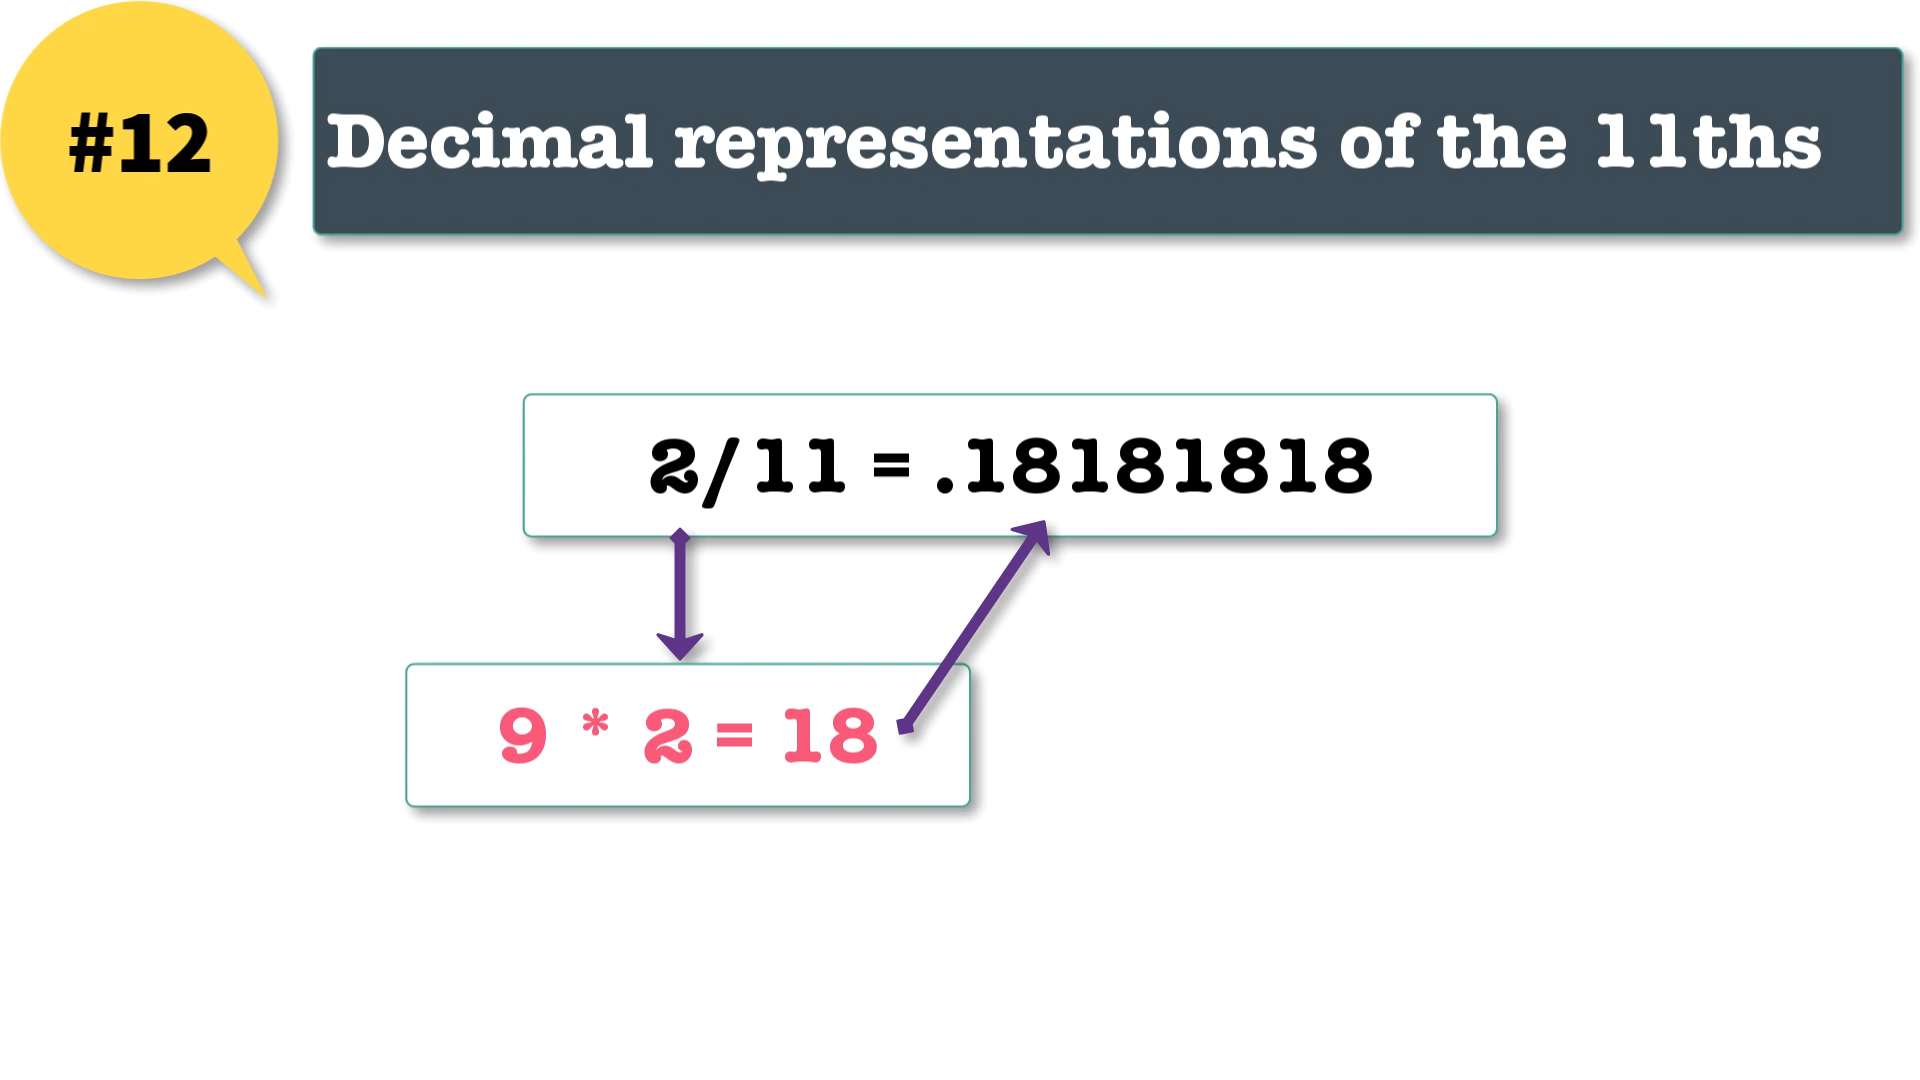 #12
Decimal representations of the 11ths
2/11 = .18181818
9 * 2 = 18